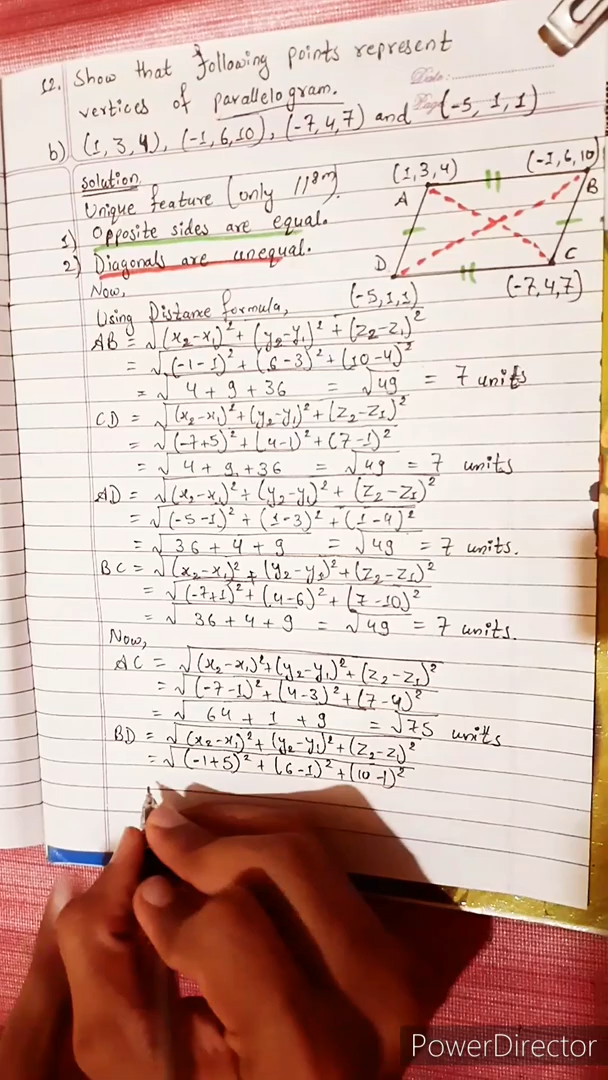 12. Show that following points represent
Date:
vertices of parallelogram.
Page:
b) (1, 3, 4), (-1, 6, 10), (-7, 4, 7) and (-5, 1, 1)
Solution
Unique feature (only ||gm).
1) Opposite sides are equal.
2) Diagonals are unequal.
(1, 3, 4)
(-1, 6, 10)
A
B
D
C
(-5, 1, 1)
(-7, 4, 7)
Now,
Using Distance formula,
AB = √(x₂-x₁)² + (y₂-y₁)² + (z₂-z₁)²
= √(-1-1)² + (6-3)² + (10-4)²
= √4 + 9 + 36 = √49 = 7 units
CD = √(x₂-x₁)² + (y₂-y₁)² + (z₂-z₁)²
= √(-7+5)² + (4-1)² + (7-1)²
= √4 + 9 + 36 = √49 = 7 units
AD = √(x₂-x₁)² + (y₂-y₁)² + (z₂-z₁)²
= √(-5-1)² + (1-3)² + (1-4)²
= √36 + 4 + 9 = √49 = 7 units.
BC = √(x₂-x₁)² + (y₂-y₁)² + (z₂-z₁)²
= √(-7+1)² + (4-6)² + (7-10)²
= √36 + 4 + 9 = √49 = 7 units.
Now,
AC = √(x₂-x₁)² + (y₂-y₁)² + (z₂-z₁)²
= √(-7-1)² + (4-3)² + (7-4)²
= √64 + 1 + 9 = √75 units
BD = √(x₂-x₁)² + (y₂-y₁)² + (z₂-z₁)²
= √(-1+5)² + (6-1)² + (10-1)²
PowerDirector